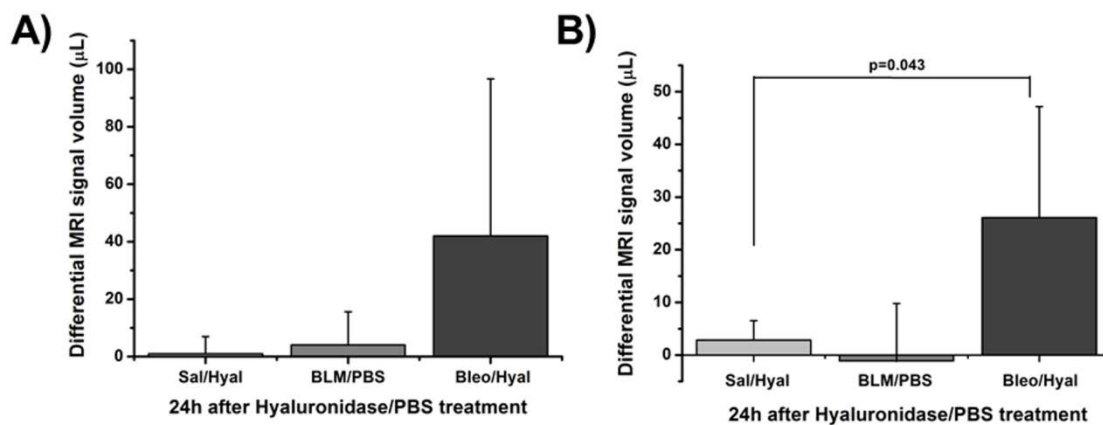 A)
Differential MRI signal volume (μL)
100
80
60
40
20
0
Sal/Hyal BLM/PBS Bleo/Hyal
24h after Hyaluronidase/PBS treatment
B)
Differential MRI signal volume (μL)
p=0.043
50
40
30
20
10
0
Sal/Hyal BLM/PBS Bleo/Hyal
24h after Hyaluronidase/PBS treatment